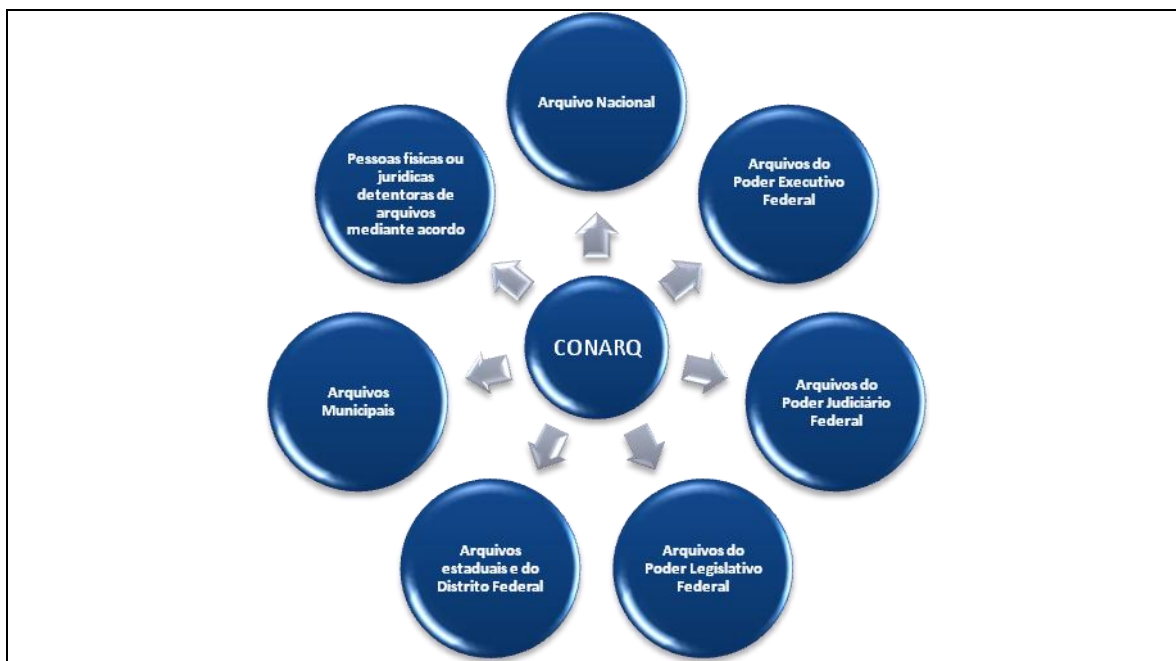 Arquivo Nacional
Arquivos do
Poder Executivo
Federal
Arquivos do
Poder Judiciário
Federal
Arquivos do
Poder Legislativo
Federal
Arquivos
estaduais e do
Distrito Federal
Arquivos
Municipais
Pessoas fisicas ou
jurídicas
detentoras de
arquivos
mediante acordo
CONARQ